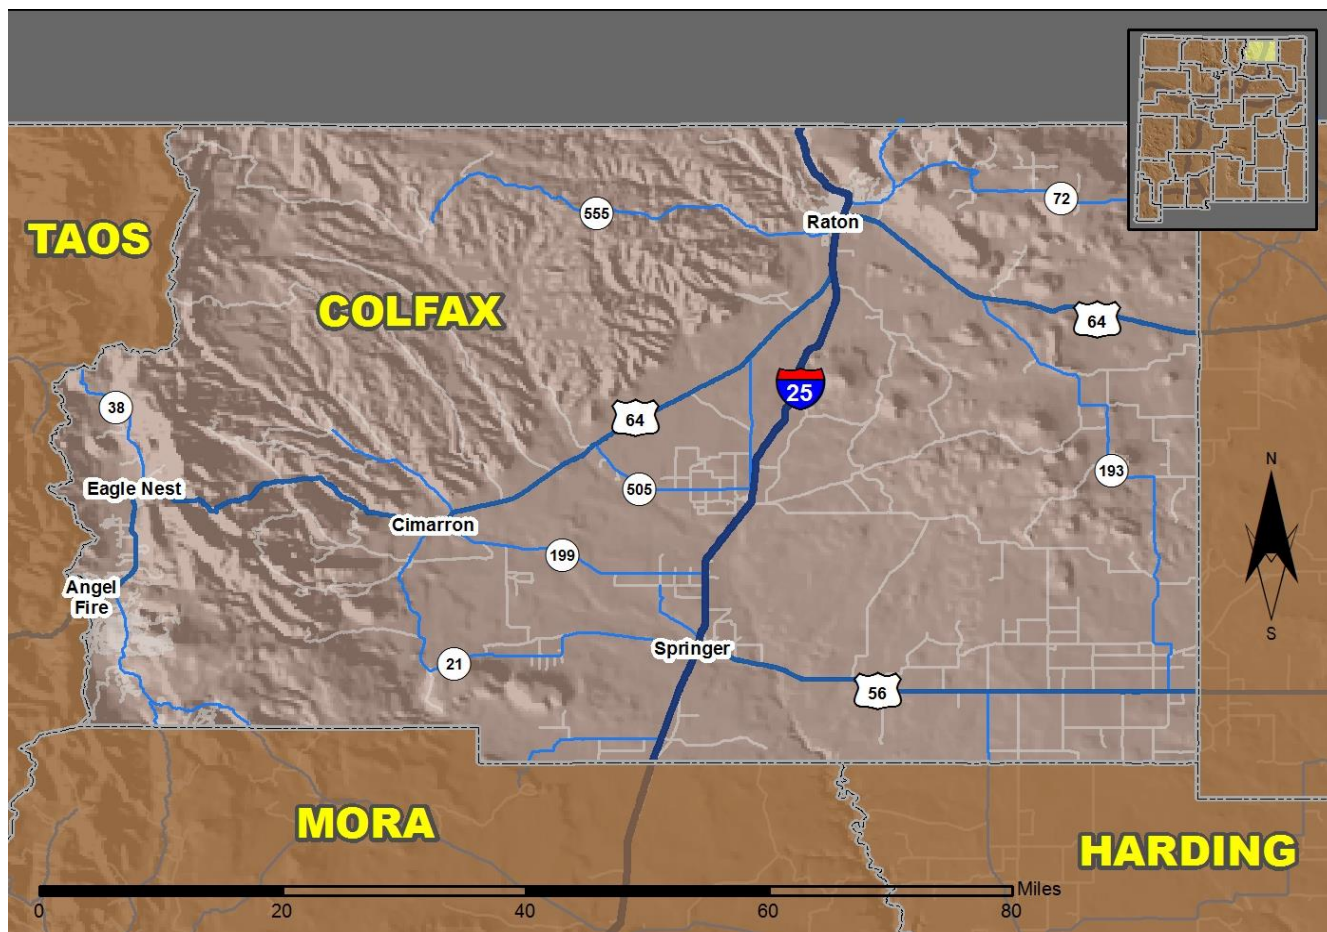 72
555
Raton
TAOS
COLFAX
64
25
38
64
193
Eagle Nest
505
Cimarron
N
199
Angel
Fire
S
Springer
21
56
MORA
HARDING
Miles
0
20
40
60
80